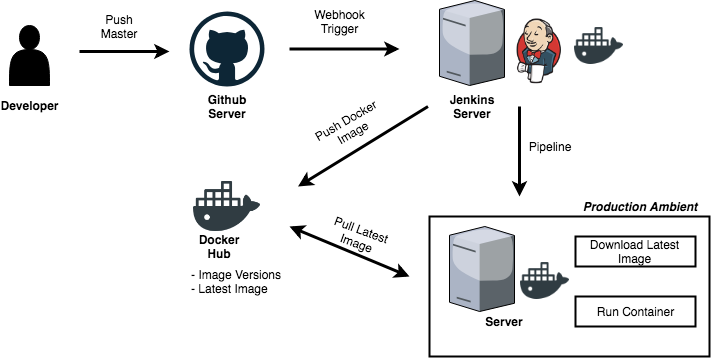 Push
Master
Webhook
Trigger
Developer
Github
Server
Jenkins
Server
Push Docker
Image
Pipeline
Docker
Hub
- Image Versions
- Latest Image
Pull Latest
Image
Production Ambient
Download Latest
Image
Run Container
Server